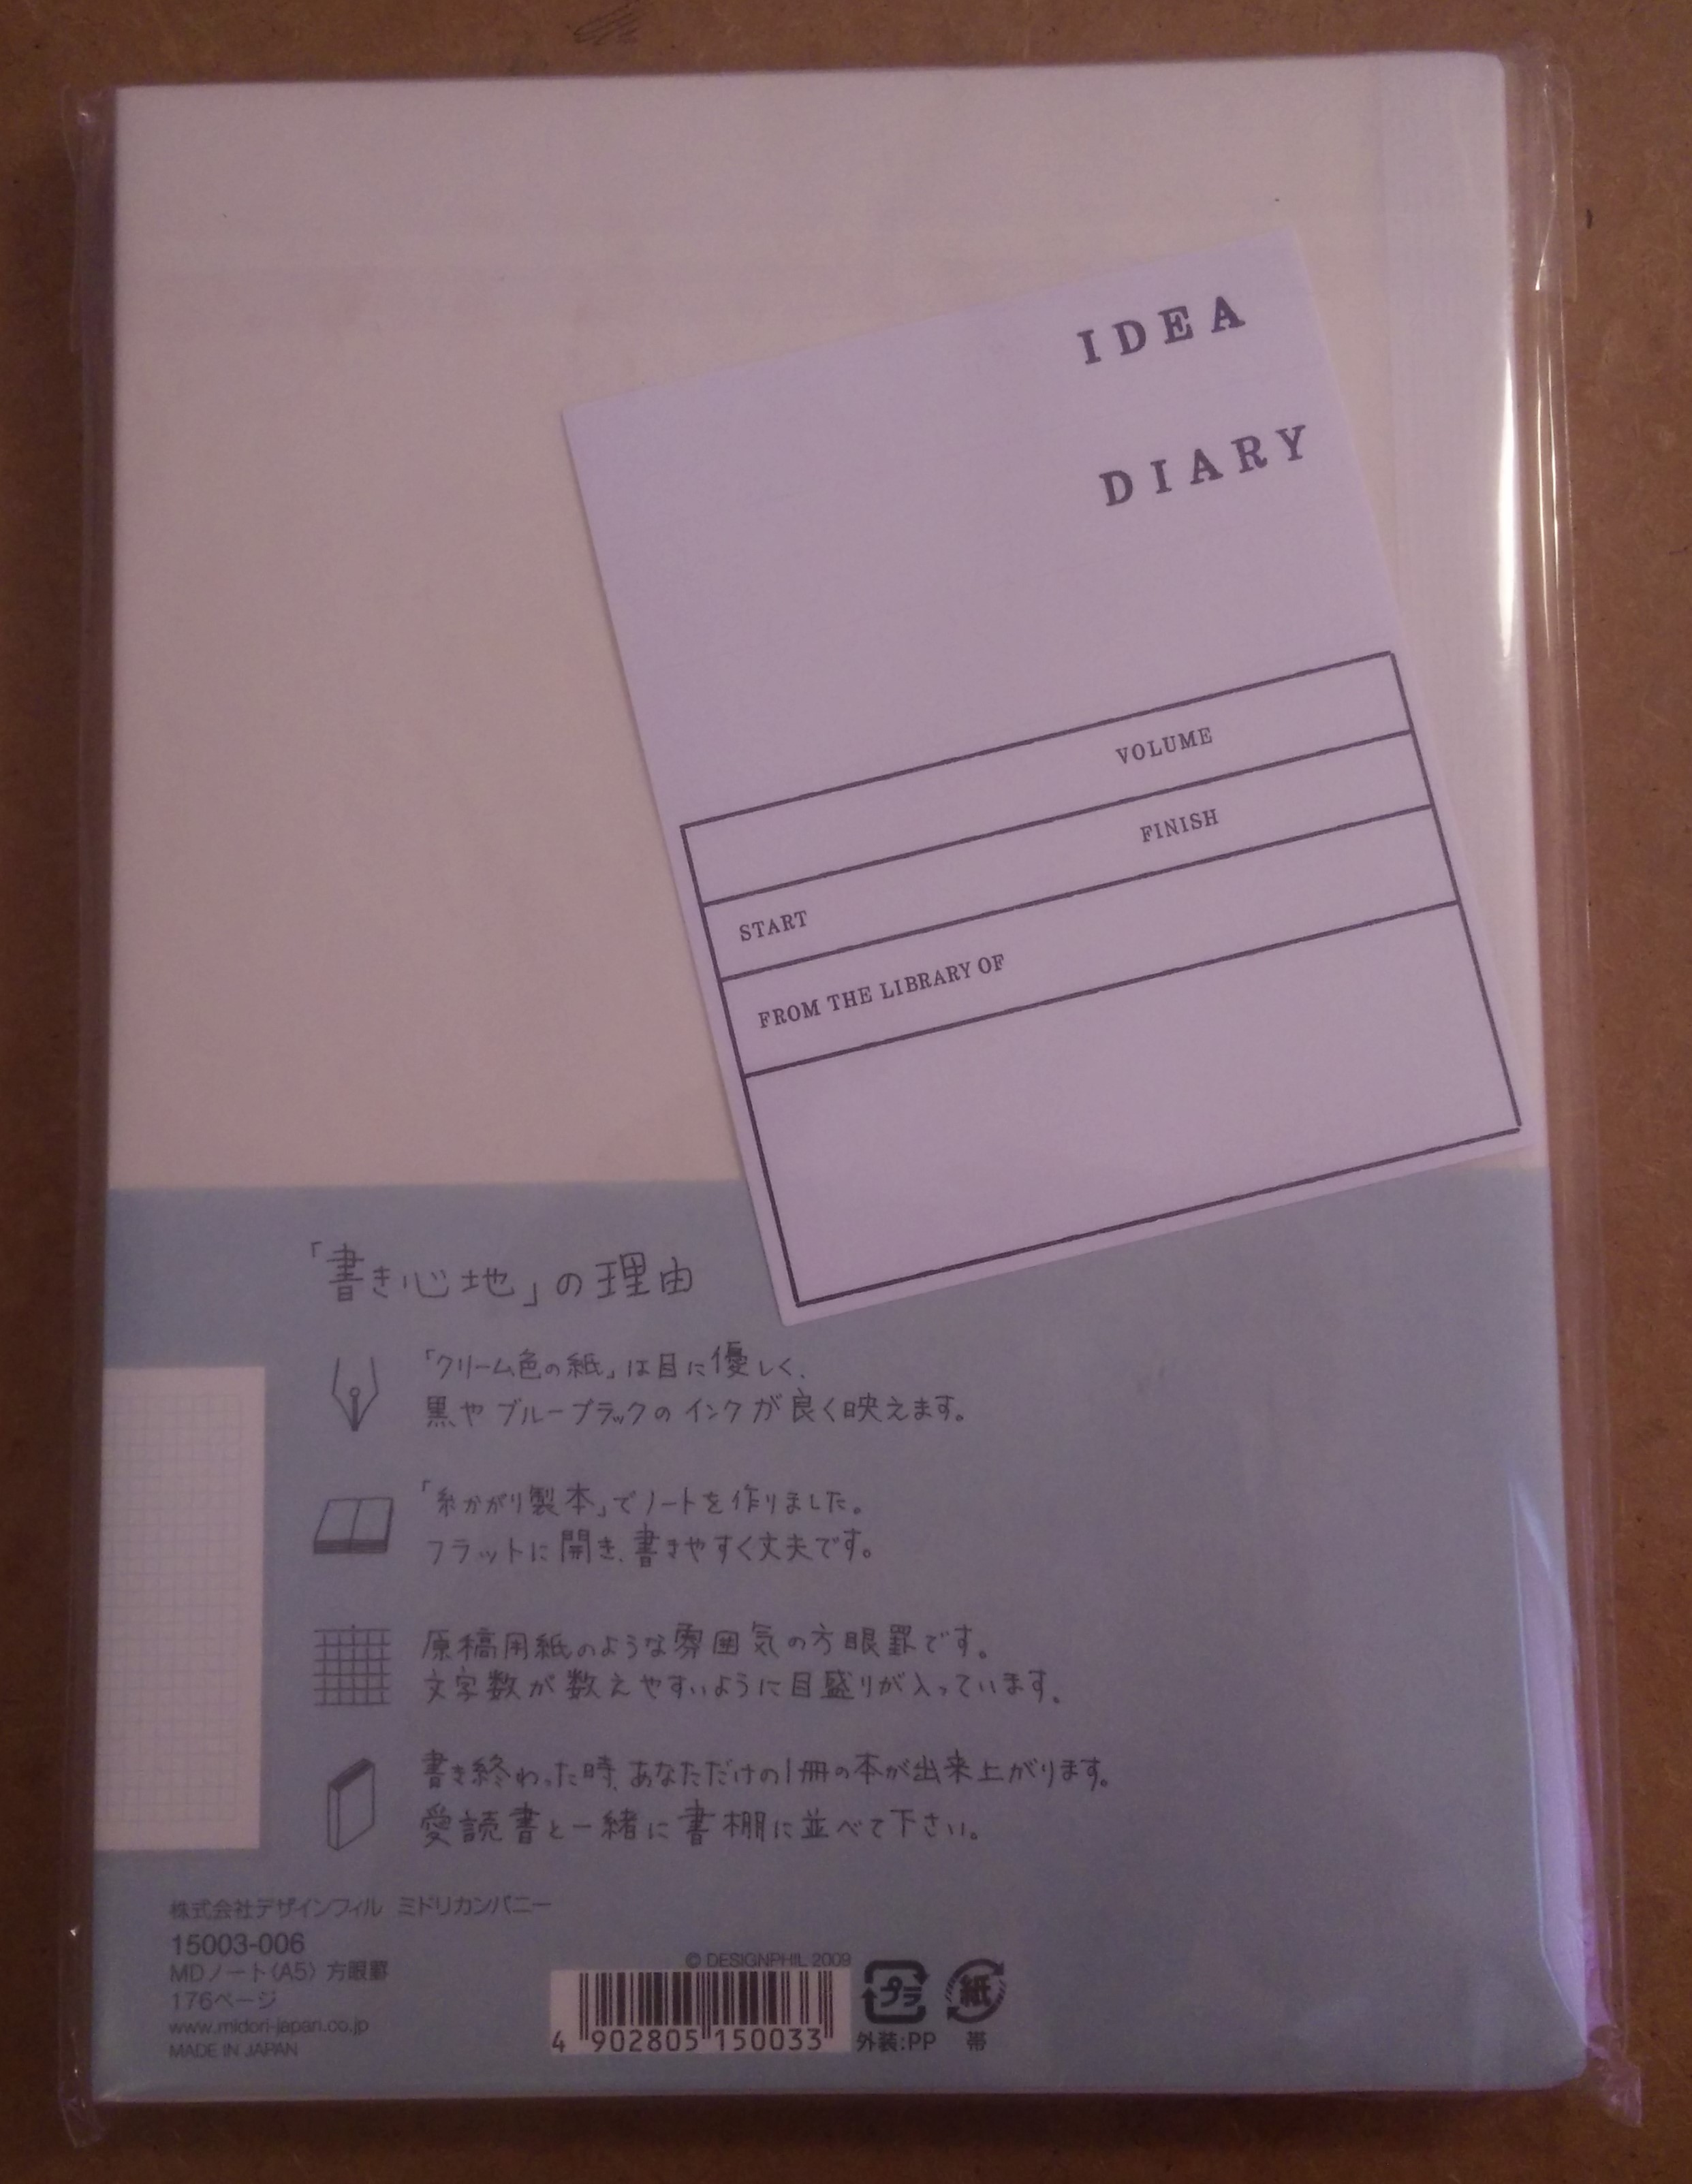 IDEA
DIARY
VOLUME
START FINISH
FROM THE LIBRARY OF
「書き心地」の理由
「クリーム色の紙」は目に優しく、
黒やブルーブラックのインクが良く映えます。
「糸かがり製本」でノートを作りました。
フラットに開き、書きやすく丈夫です。
原稿用紙のような雰囲気の方眼罫です。
文字数が数えやすいように目盛りが入っています。
書き終わった時、あなただけの1冊の本が出来上がります。
愛読書と一緒に書棚に並べて下さい。
株式会社デザインフィル ミドリカンパニー
15003-006
MDノート〈A5〉方眼罫
176ページ
www.midori-japan.co.jp
MADE IN JAPAN
© DESIGNPHIL 2009
4 902805 150033
プラ
外装:PP
紙
帯